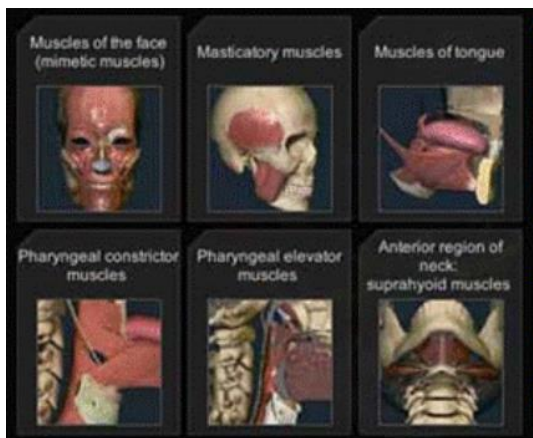 Muscles of the face
(mimetic muscles)
Masticatory muscles
Muscles of tongue
Pharyngeal constrictor
muscles
Pharyngeal elevator
muscles
Anterior region of
neck:
suprahyoid muscles